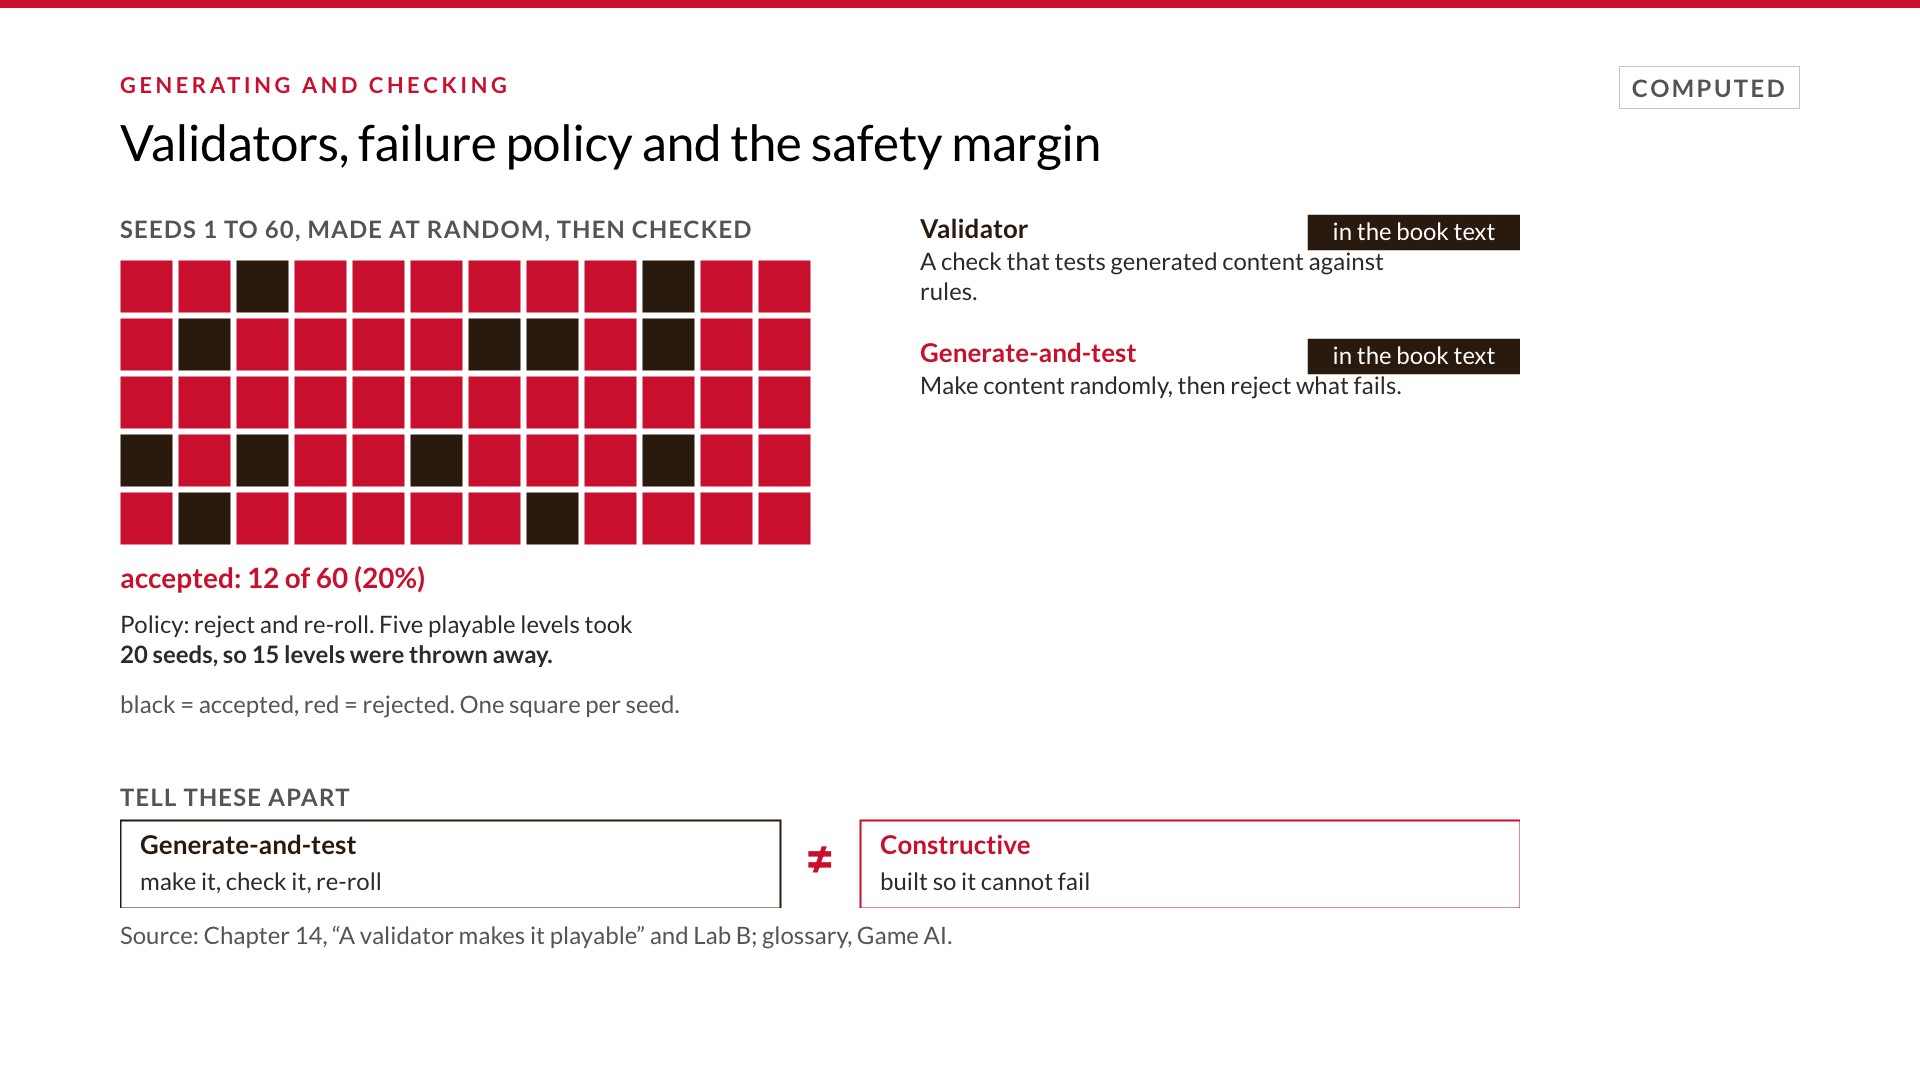 GENERATING AND CHECKING
COMPUTED
Validators, failure policy and the safety margin
SEEDS 1 TO 60, MADE AT RANDOM, THEN CHECKED
accepted: 12 of 60 (20%)
Policy: reject and re-roll. Five playable levels took
20 seeds, so 15 levels were thrown away.
black = accepted, red = rejected. One square per seed.
Validator
in the book text
A check that tests generated content against
rules.
Generate-and-test
in the book text
Make content randomly, then reject what fails.
TELL THESE APART
Generate-and-test
make it, check it, re-roll
≠
Constructive
built so it cannot fail
Source: Chapter 14, “A validator makes it playable” and Lab B; glossary, Game AI.